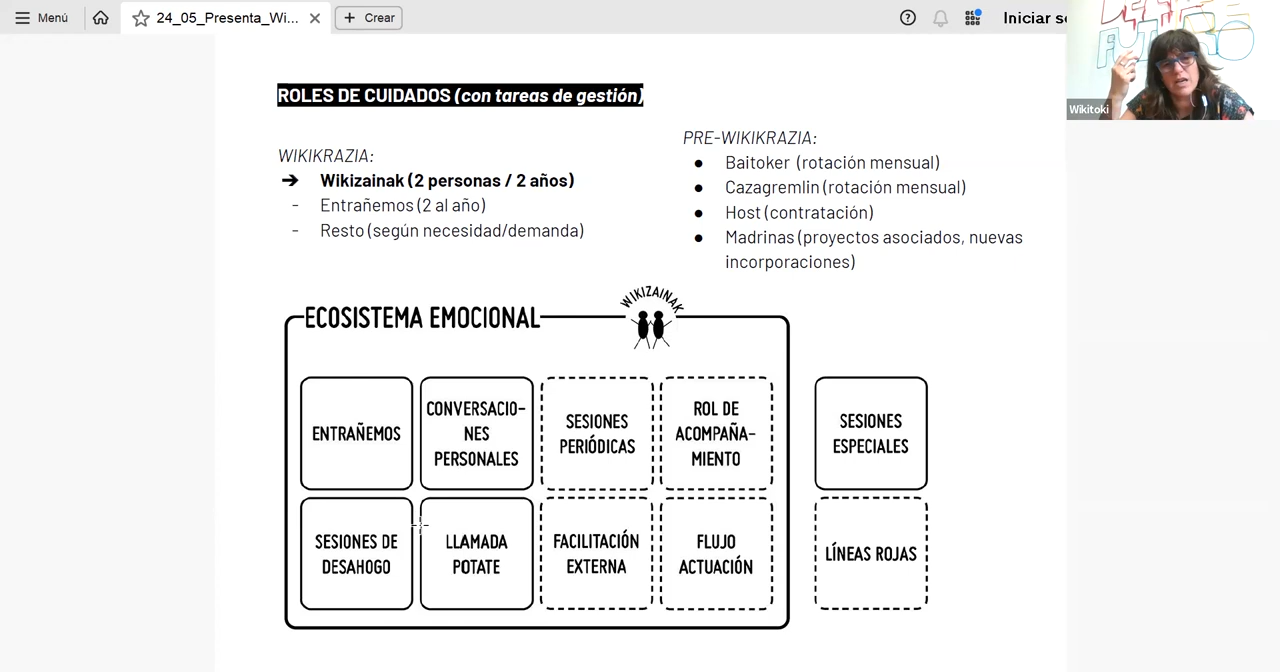 Menú
24_05_Presenta_Wi...
Crear
Iniciar se
Wikitoki
ROLES DE CUIDADOS (con tareas de gestión)
WIKIKRAZIA:
➔ Wikizainak (2 personas / 2 años)
- Entrañemos (2 al año)
- Resto (según necesidad/demanda)
PRE-WIKIKRAZIA:
● Baitoker (rotación mensual)
● Cazagremlin (rotación mensual)
● Host (contratación)
● Madrinas (proyectos asociados, nuevas
incorporaciones)
WIKIZAINAK
ECOSISTEMA EMOCIONAL
ENTRAÑEMOS
CONVERSACIO-
NES
PERSONALES
SESIONES
PERIÓDICAS
ROL DE
ACOMPAÑA-
MIENTO
SESIONES
ESPECIALES
SESIONES DE
DESAHOGO
LLAMADA
POTATE
FACILITACIÓN
EXTERNA
FLUJO
ACTUACIÓN
LÍNEAS ROJAS